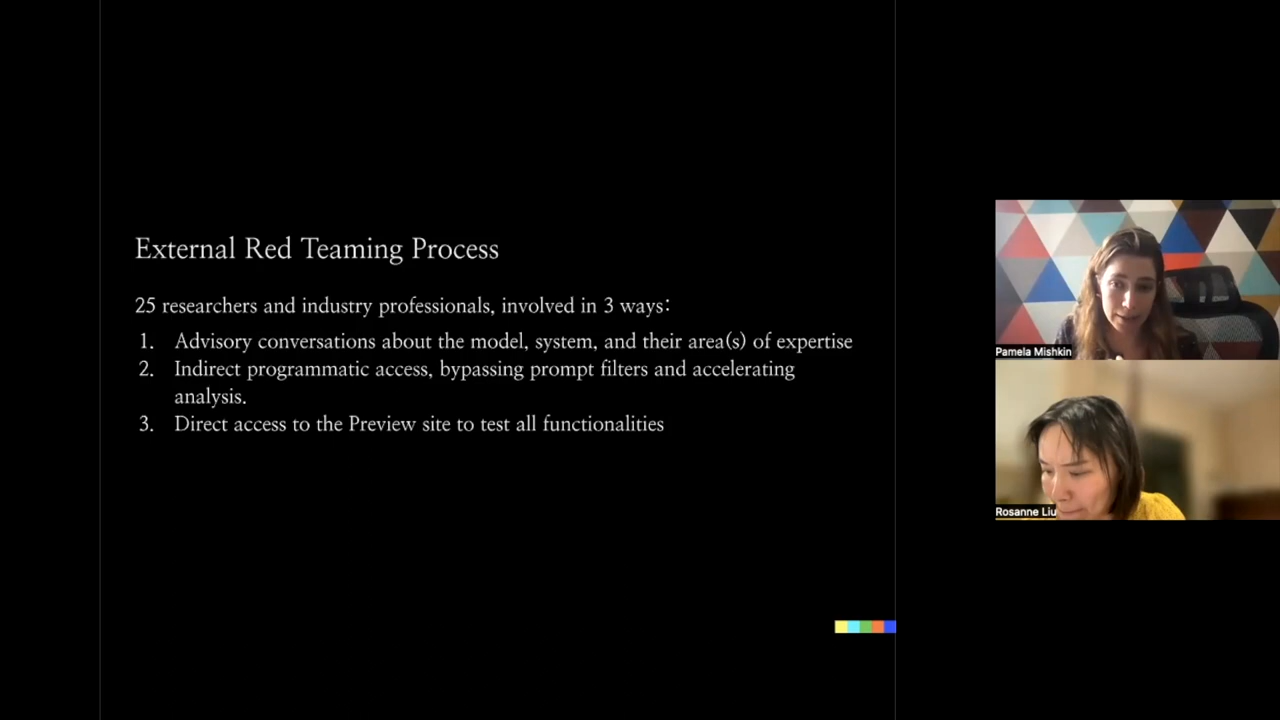 External Red Teaming Process
25 researchers and industry professionals, involved in 3 ways:
1. Advisory conversations about the model, system, and their area(s) of expertise
2. Indirect programmatic access, bypassing prompt filters and accelerating
analysis.
3. Direct access to the Preview site to test all functionalities
Pamela Mishkin
Rosanne Liu